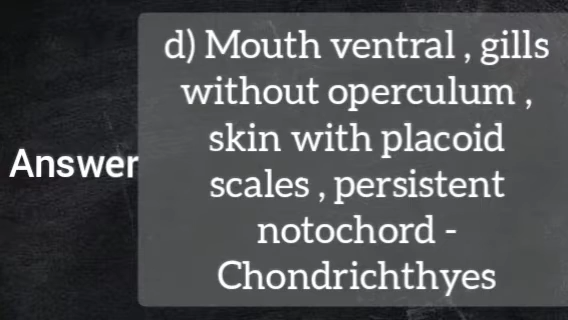 d) Mouth ventral , gills
without operculum ,
skin with placoid
Answer
scales , persistent
notochord -
Chondrichthyes